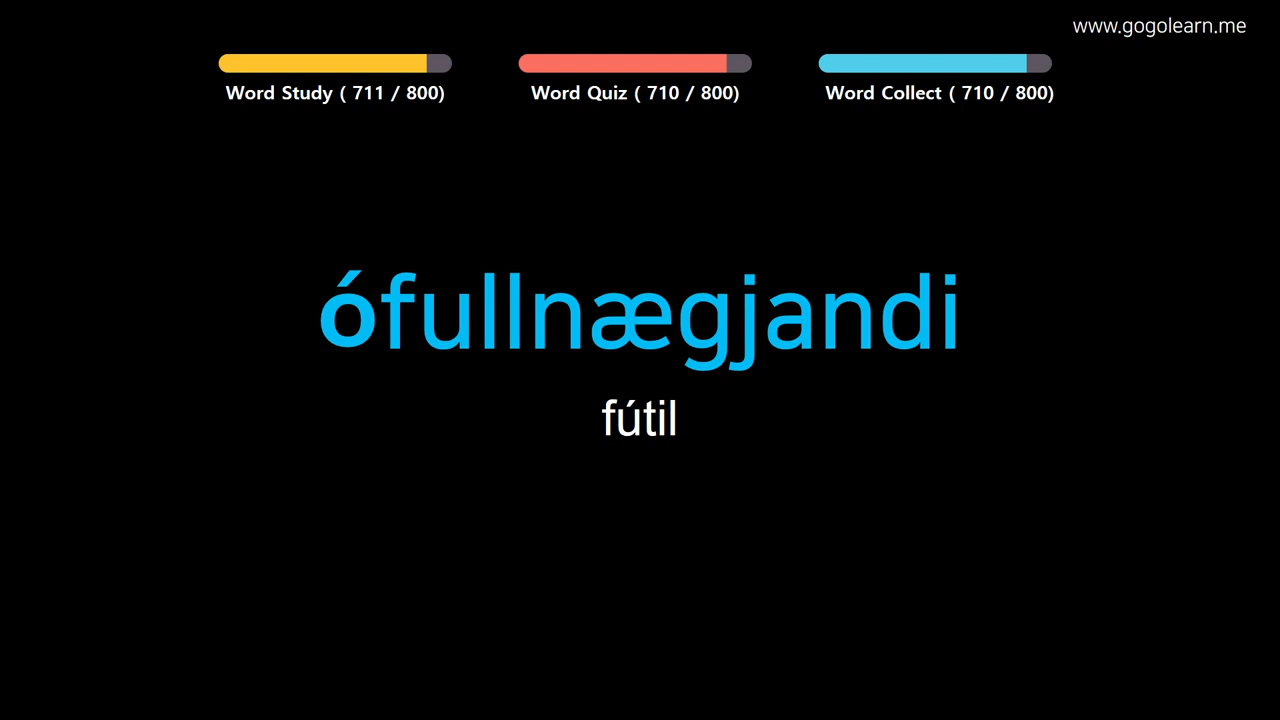 www.gogolearn.me
Word Study ( 711 / 800)
Word Quiz ( 710 / 800)
Word Collect ( 710 / 800)
ófullnægjandi
fútil